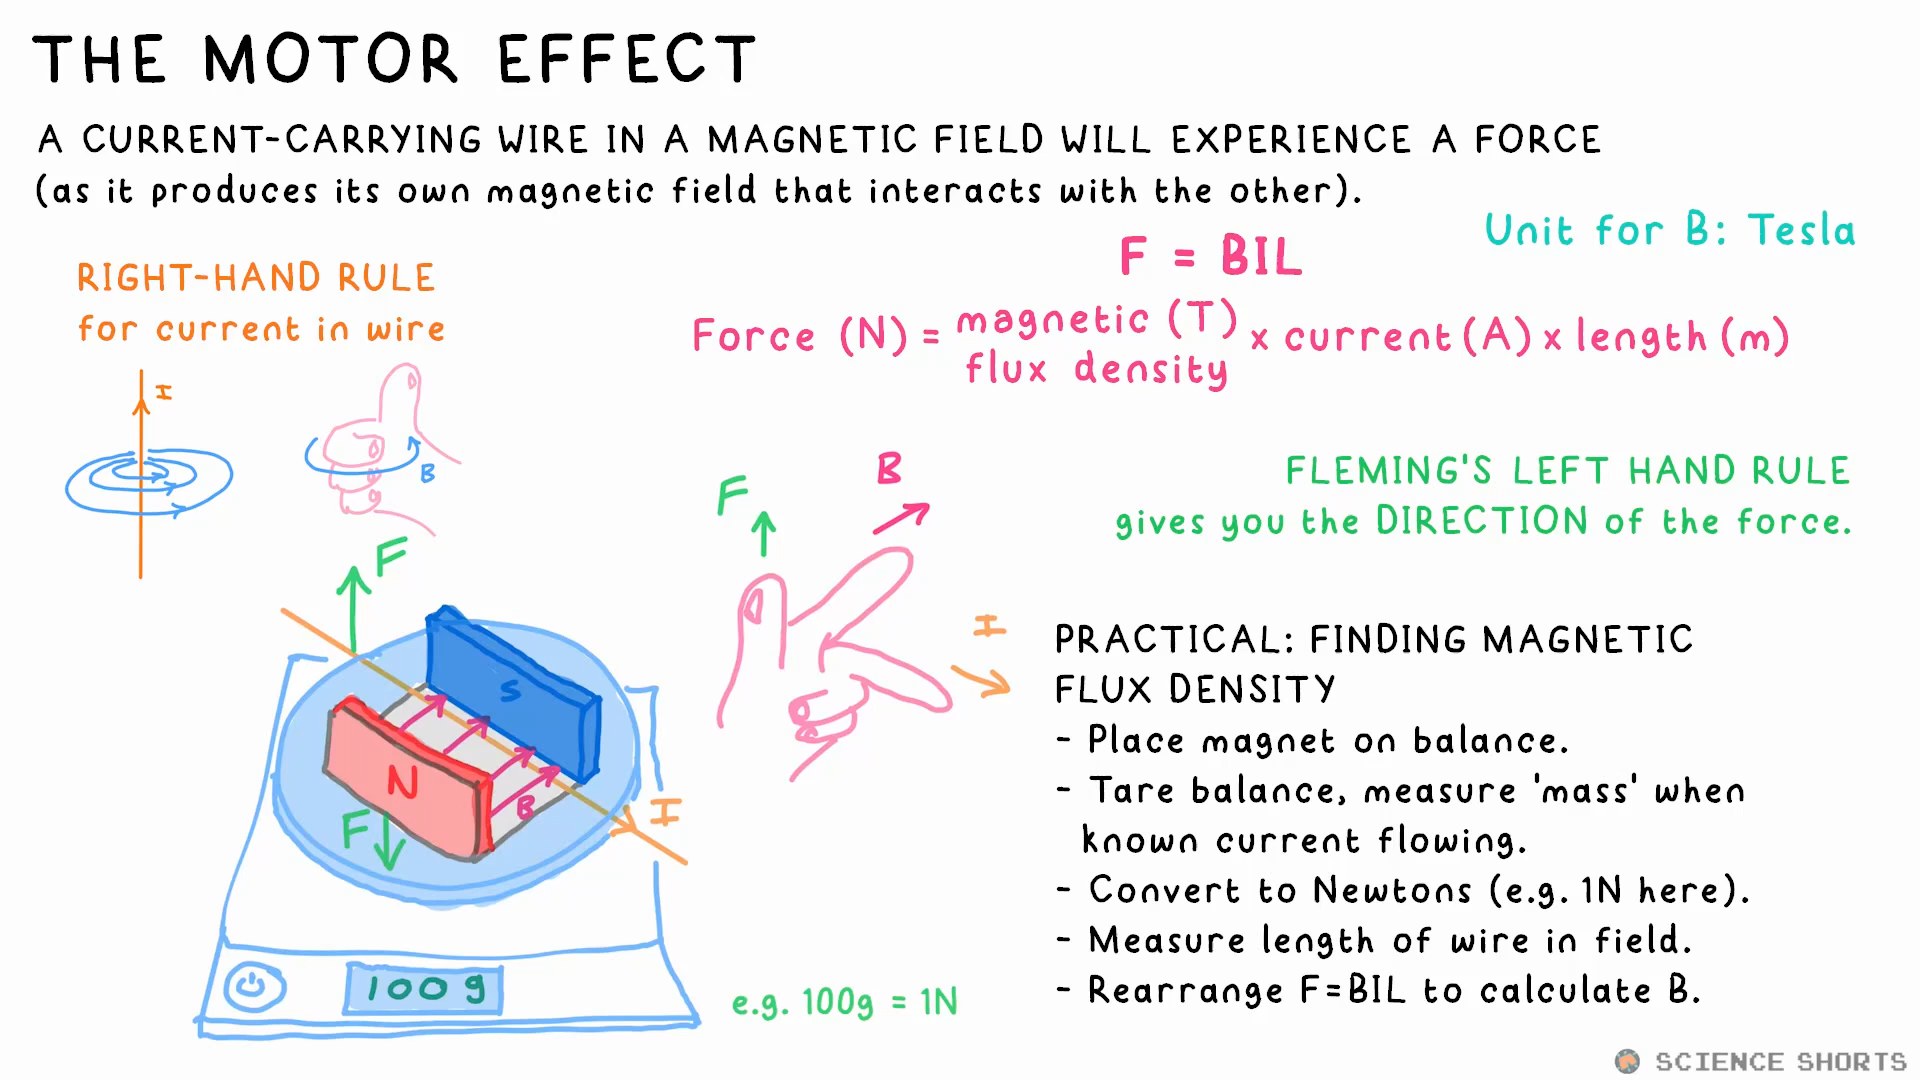 THE MOTOR EFFECT
A CURRENT-CARRYING WIRE IN A MAGNETIC FIELD WILL EXPERIENCE A FORCE
(as it produces its own magnetic field that interacts with the other).
Unit for B: Tesla
F = BIL
Force (N) = magnetic (T) x current (A) x length (m)
flux density
RIGHT-HAND RULE
for current in wire
I
B
FLEMING'S LEFT HAND RULE
gives you the DIRECTION of the force.
F
B
I
F
S
N
B
F
I
100g
e.g. 100g = 1N
PRACTICAL: FINDING MAGNETIC
FLUX DENSITY
- Place magnet on balance.
- Tare balance, measure 'mass' when
known current flowing.
- Convert to Newtons (e.g. 1N here).
- Measure length of wire in field.
- Rearrange F=BIL to calculate B.
SCIENCE SHORTS